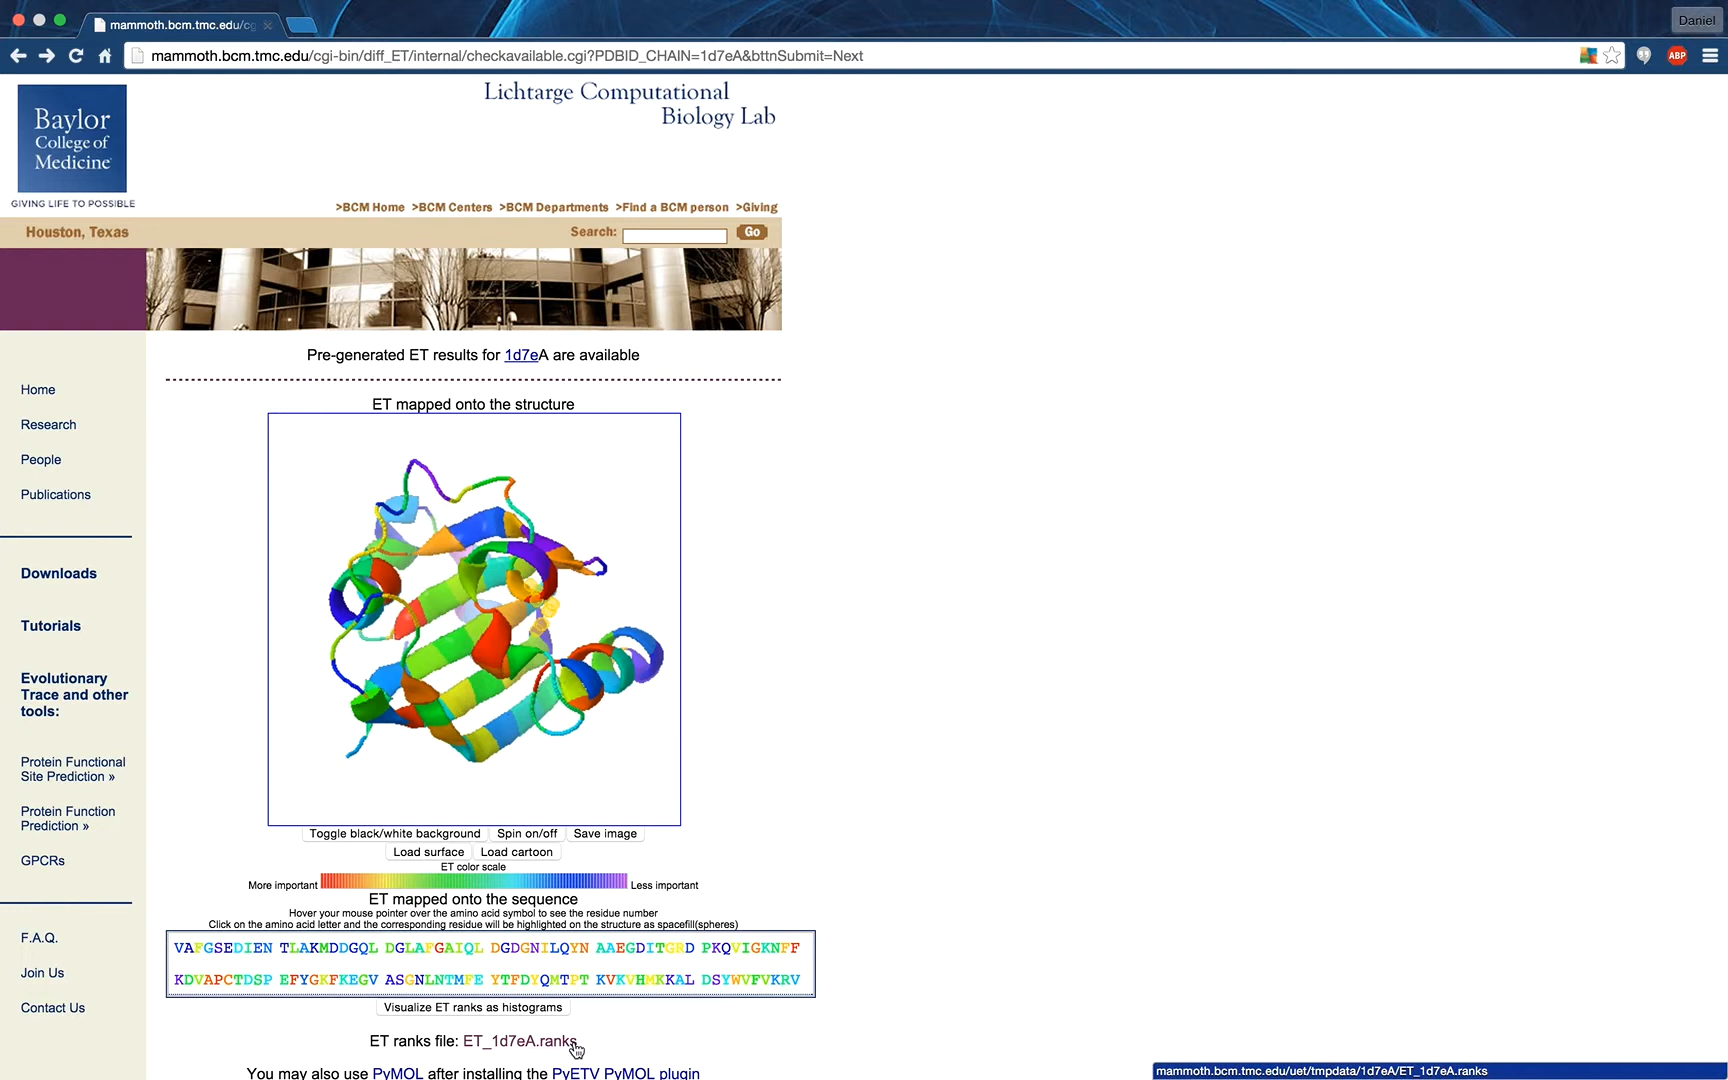 Daniel
mammoth.bcm.tmc.edu/cg
mammoth.bcm.tmc.edu/cgi-bin/diff_ET/internal/checkavailable.cgi?PDBID_CHAIN=1d7eA&bttnSubmit=Next
ABP
Lichtarge Computational
Biology Lab
Baylor
College of
Medicine
GIVING LIFE TO POSSIBLE
>BCM Home >BCM Centers >BCM Departments >Find a BCM person >Giving
Houston, Texas
Search:
Go
Pre-generated ET results for 1d7eA are available
Home
Research
People
Publications
Downloads
Tutorials
Evolutionary
Trace and other
tools:
Protein Functional
Site Prediction »
Protein Function
Prediction »
GPCRs
F.A.Q.
Join Us
Contact Us
ET mapped onto the structure
Toggle black/white background Spin on/off Save image
Load surface Load cartoon
ET color scale
More important Less important
ET mapped onto the sequence
Hover your mouse pointer over the amino acid symbol to see the residue number
Click on the amino acid letter and the corresponding residue will be highlighted on the structure as spacefill(spheres)
VAFGSEDIEN TLAKMDDGQL DGLAFGAIQL DGDGNILQYN AAEGDITGRD PKQVIGKNFF
KDVAPCTDSP EFYGKFKEGV ASGNLNTMFE YTFDYQMTPT KVKVHMKKAL DSYWVFVKRV
Visualize ET ranks as histograms
ET ranks file: ET_1d7eA.ranks
You may also use PyMOL after installing the PyETV PyMOL plugin
mammoth.bcm.tmc.edu/uet/tmpdata/1d7eA/ET_1d7eA.ranks